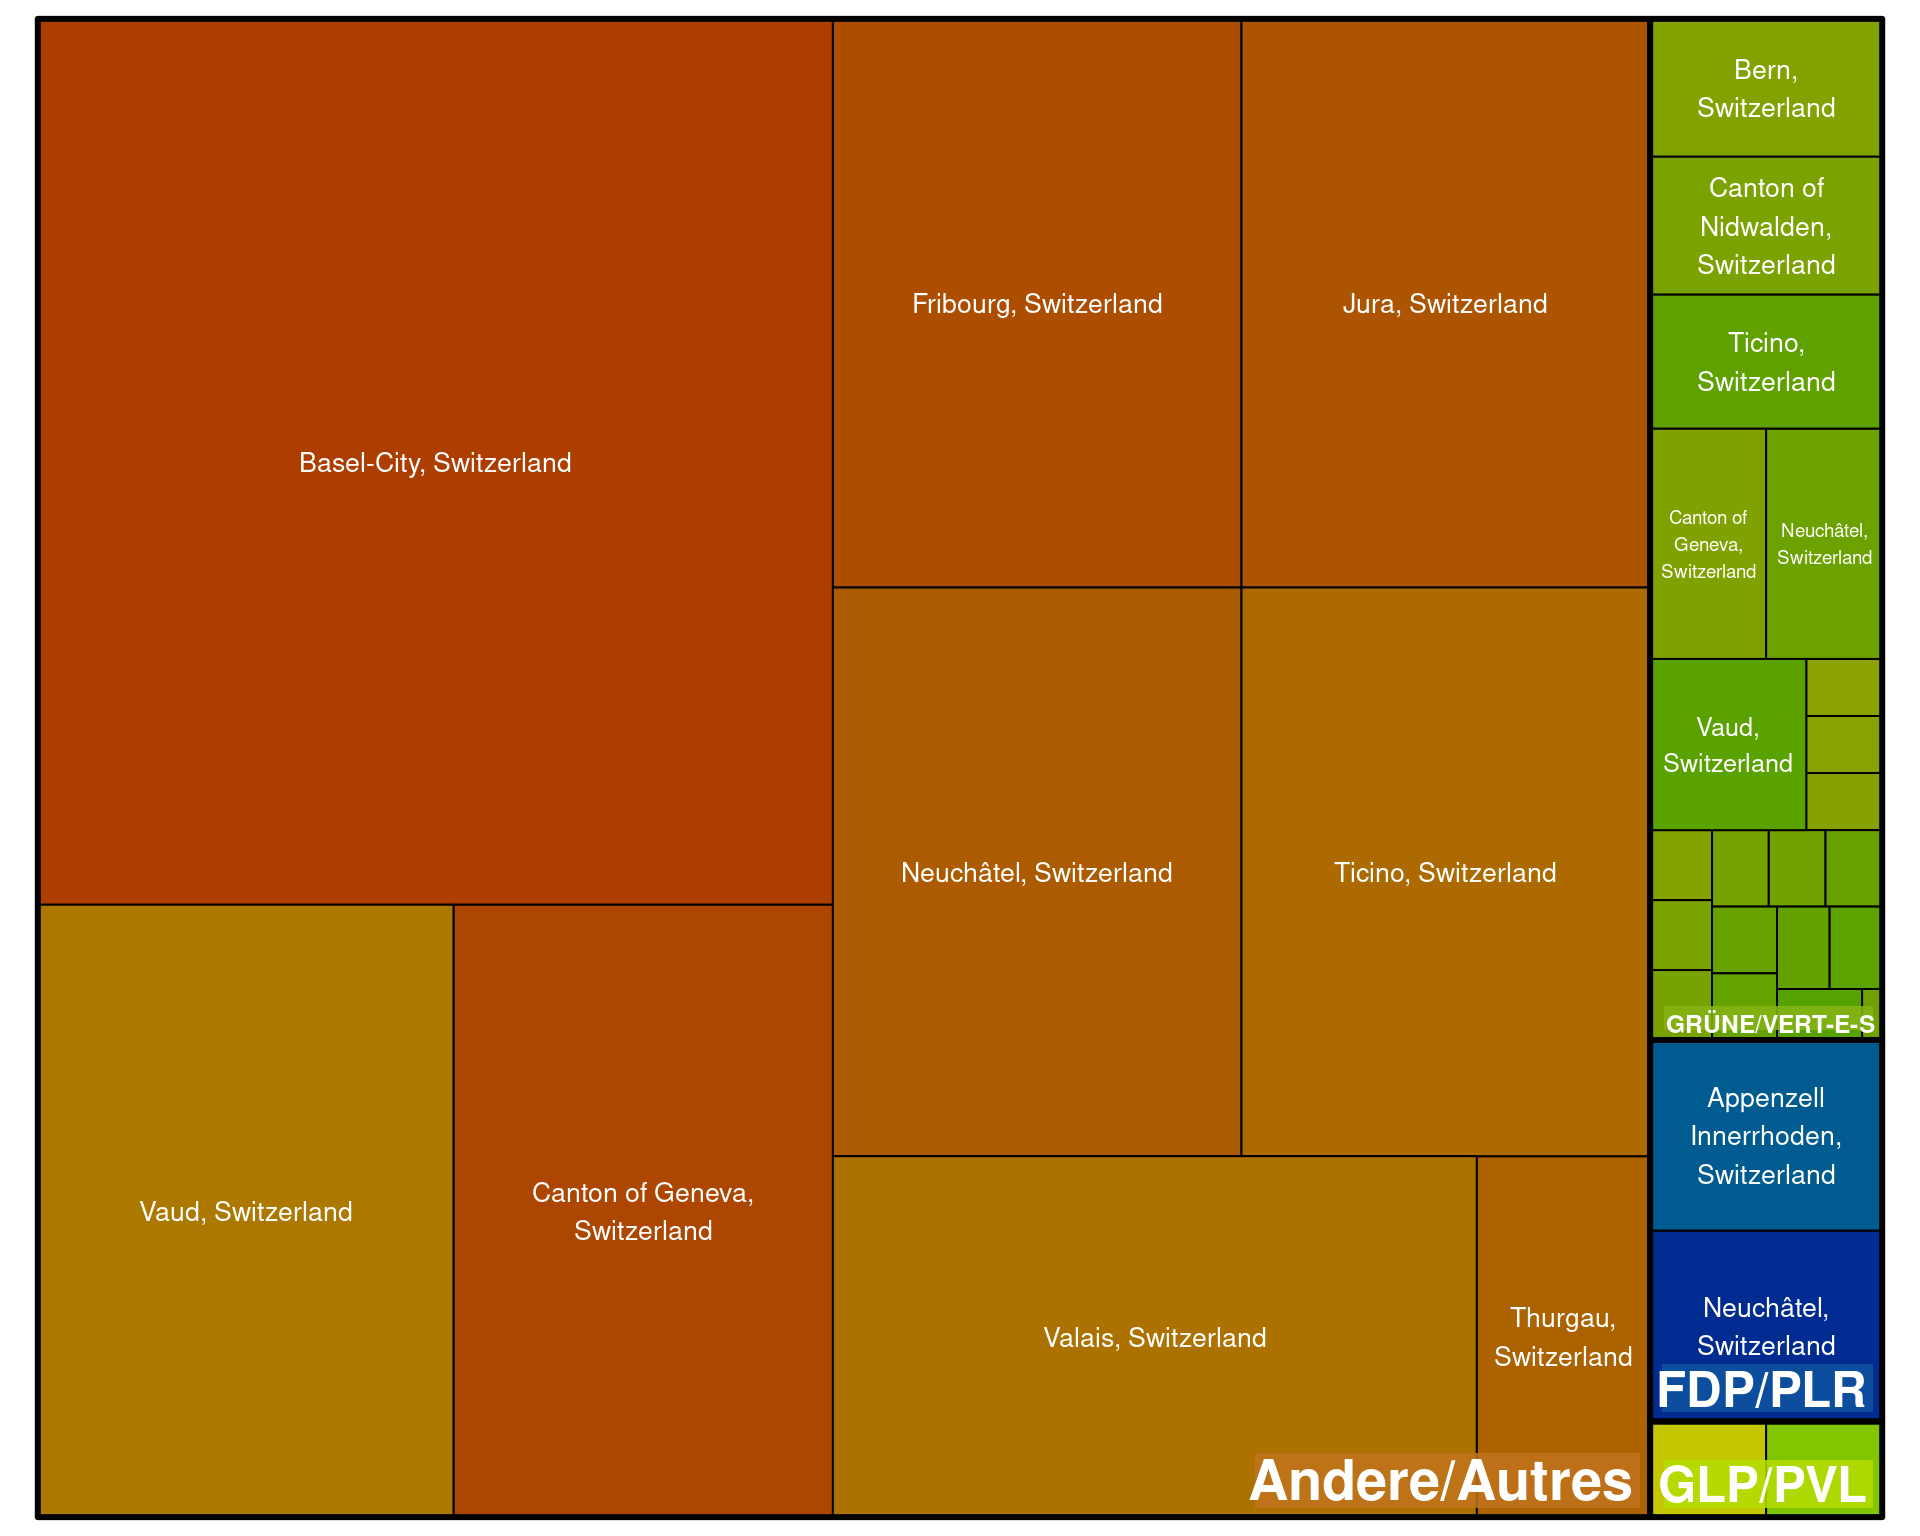 Basel-City, Switzerland
Fribourg, Switzerland
Jura, Switzerland
Neuchâtel, Switzerland
Ticino, Switzerland
Vaud, Switzerland
Canton of Geneva,
Switzerland
Valais, Switzerland
Thurgau,
Switzerland
Andere/Autres
Bern,
Switzerland
Canton of
Nidwalden,
Switzerland
Ticino,
Switzerland
Canton of
Geneva,
Switzerland
Neuchâtel,
Switzerland
Vaud,
Switzerland
GRÜNE/VERT-E-S
Appenzell
Innerrhoden,
Switzerland
Neuchâtel,
Switzerland
FDP/PLR
GLP/PVL